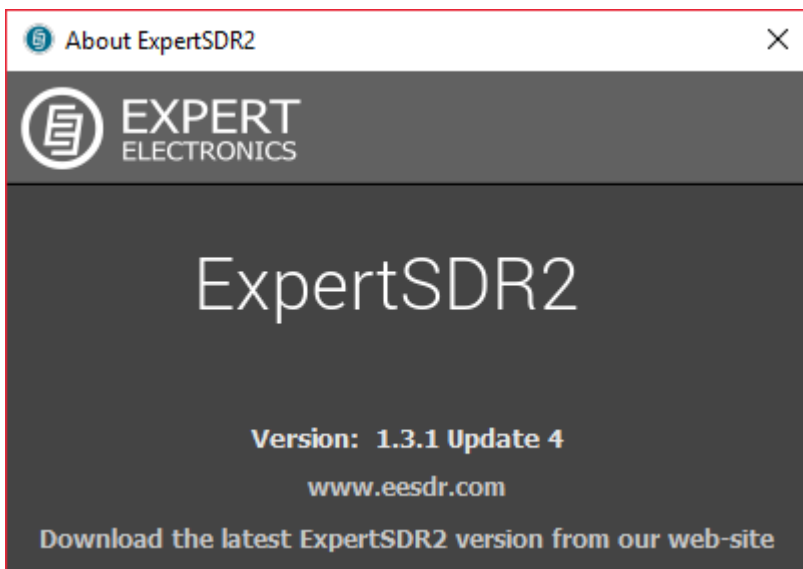 About ExpertSDR2
EXPERT
ELECTRONICS
ExpertSDR2
Version: 1.3.1 Update 4
www.eesdr.com
Download the latest ExpertSDR2 version from our web-site